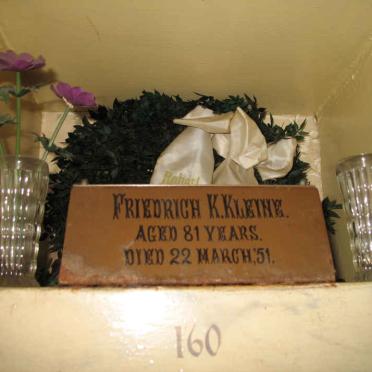 FRIEDRICH K.KLEINE.
AGED 81 YEARS.
DIED 22 MARCH,'51.
160